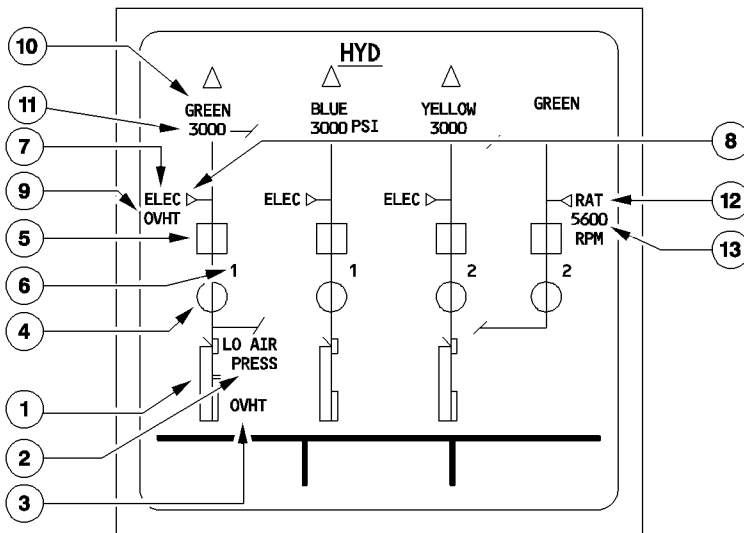 HYD
10
GREEN
BLUE
YELLOW
GREEN
11
3000
3000 PSI
3000
7
8
9
ELEC
OVHT
ELEC
ELEC
RAT
5600
RPM
12
5
13
6
1
1
2
2
4
LO AIR
PRESS
1
OVHT
2
3